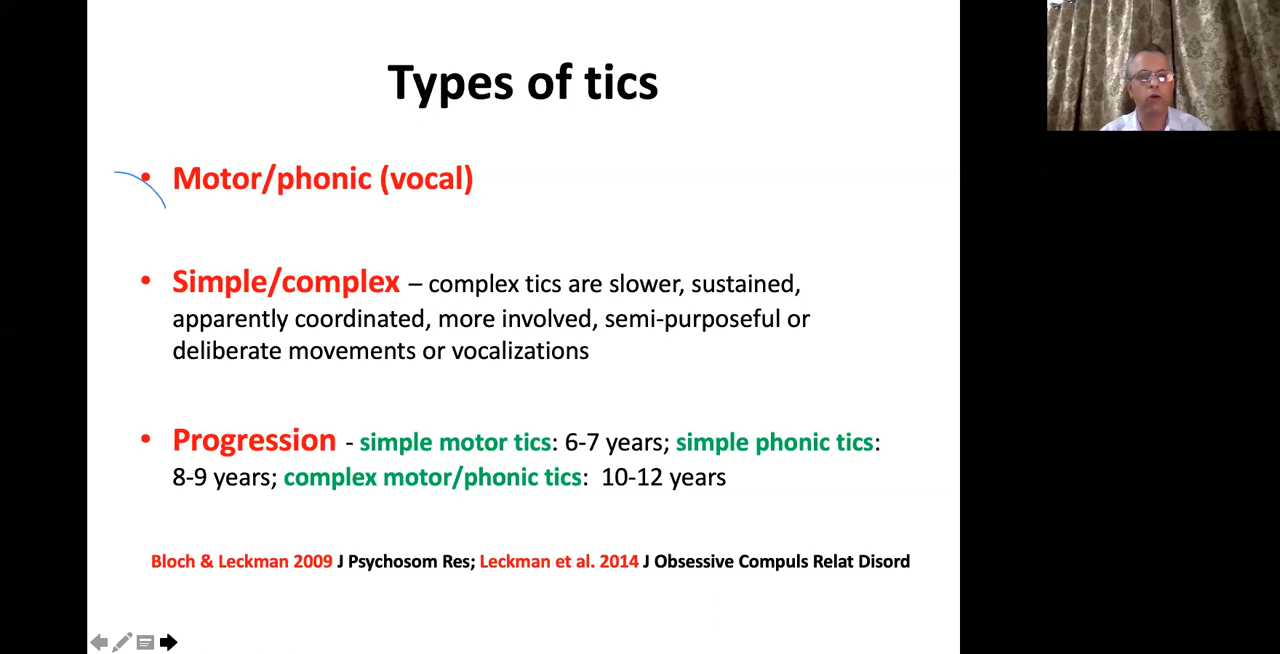 Types of tics
• Motor/phonic (vocal)
• Simple/complex – complex tics are slower, sustained,
apparently coordinated, more involved, semi-purposeful or
deliberate movements or vocalizations
• Progression - simple motor tics: 6-7 years; simple phonic tics:
8-9 years; complex motor/phonic tics: 10-12 years
Bloch & Leckman 2009 J Psychosom Res; Leckman et al. 2014 J Obsessive Compuls Relat Disord